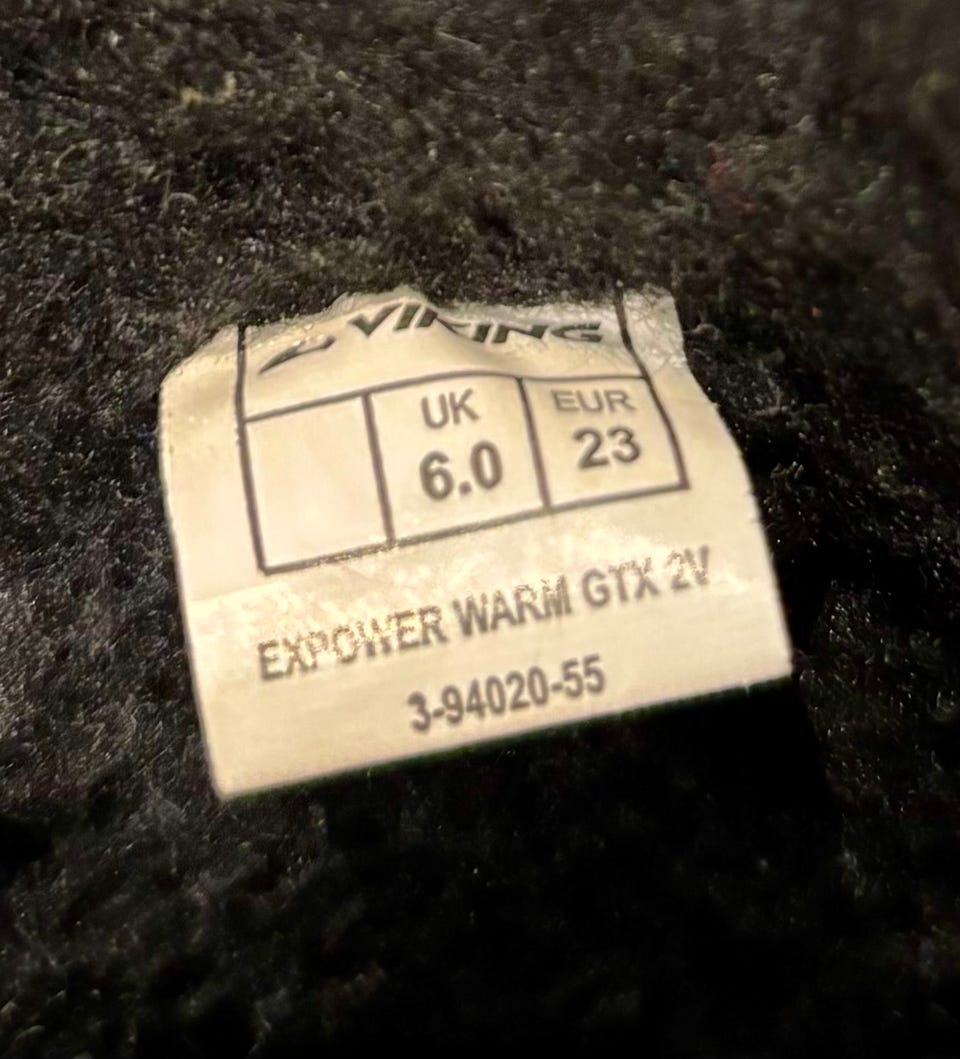 VIKING
UK EUR
6.0 23
EXPOWER WARM GTX 2V
3-94020-55